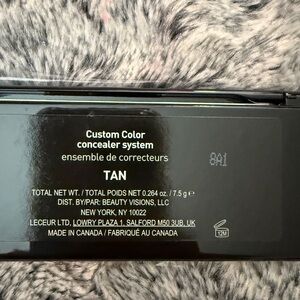 Custom Color
concealer system
ensemble de correcteurs
TAN
TOTAL NET WT. / TOTAL POIDS NET 0.264 oz. / 7.5 g ℮
DIST. BY/PAR: BEAUTY VISIONS, LLC
NEW YORK, NY 10022
LECEUR LTD. LOWRY PLAZA 1, SALFORD M50 3UB, UK
MADE IN CANADA / FABRIQUÉ AU CANADA
8A1
12M